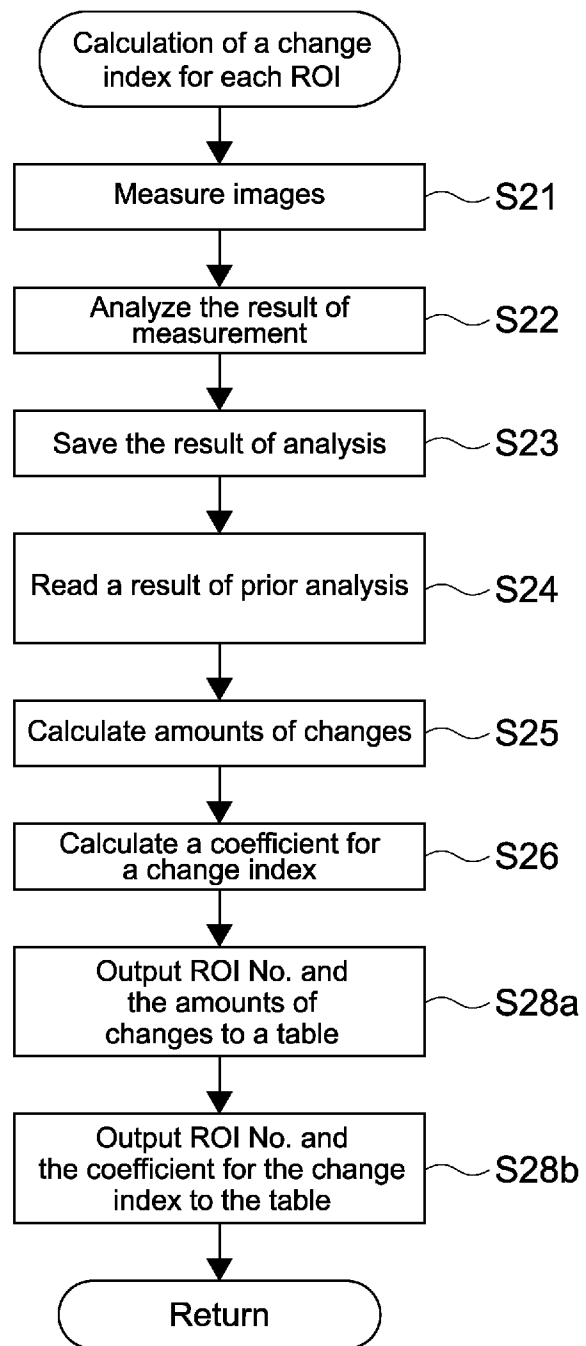 Calculation of a change
index for each ROI
Measure images
S21
Analyze the result of
measurement
S22
Save the result of analysis
S23
Read a result of prior analysis
S24
Calculate amounts of changes
S25
Calculate a coefficient for
a change index
S26
Output ROI No. and
the amounts of
changes to a table
S28a
Output ROI No. and
the coefficient for the change
index to the table
S28b
Return